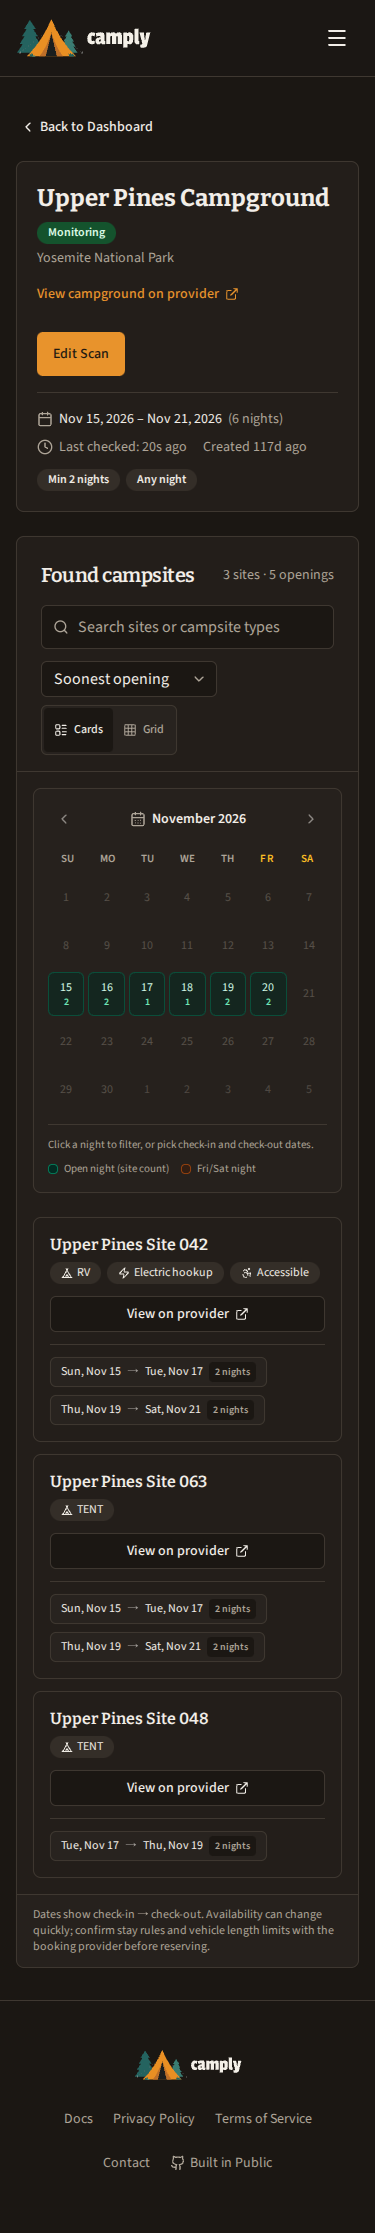 camply
Back to Dashboard
Upper Pines Campground
Monitoring
Yosemite National Park
View campground on provider
Edit Scan
Nov 15, 2026 – Nov 21, 2026 (6 nights)
Last checked: 20s ago Created 117d ago
Min 2 nights Any night
Found campsites 3 sites · 5 openings
Search sites or campsite types
Soonest opening
Cards Grid
November 2026
SU MO TU WE TH FR SA
1 2 3 4 5 6 7
8 9 10 11 12 13 14
15 16 17 18 19 20 21
2 2 1 1 2 2
22 23 24 25 26 27 28
29 30 1 2 3 4 5
Click a night to filter, or pick check-in and check-out dates.
Open night (site count) Fri/Sat night
Upper Pines Site 042
RV Electric hookup Accessible
View on provider
Sun, Nov 15 → Tue, Nov 17 2 nights
Thu, Nov 19 → Sat, Nov 21 2 nights
Upper Pines Site 063
TENT
View on provider
Sun, Nov 15 → Tue, Nov 17 2 nights
Thu, Nov 19 → Sat, Nov 21 2 nights
Upper Pines Site 048
TENT
View on provider
Tue, Nov 17 → Thu, Nov 19 2 nights
Dates show check-in → check-out. Availability can change
quickly; confirm stay rules and vehicle length limits with the
booking provider before reserving.
camply
Docs Privacy Policy Terms of Service
Contact Built in Public